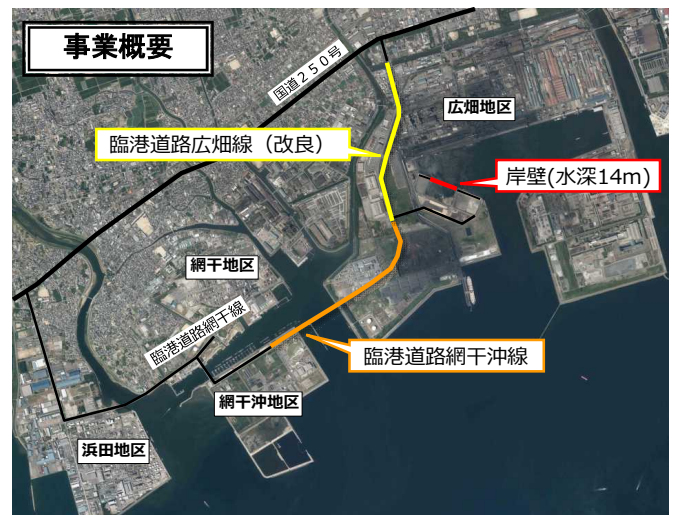 事業概要
国道２５０号
広畑地区
臨港道路広畑線（改良）
岸壁(水深14m)
網干地区
臨港道路網干線
臨港道路網干沖線
網干沖地区
浜田地区